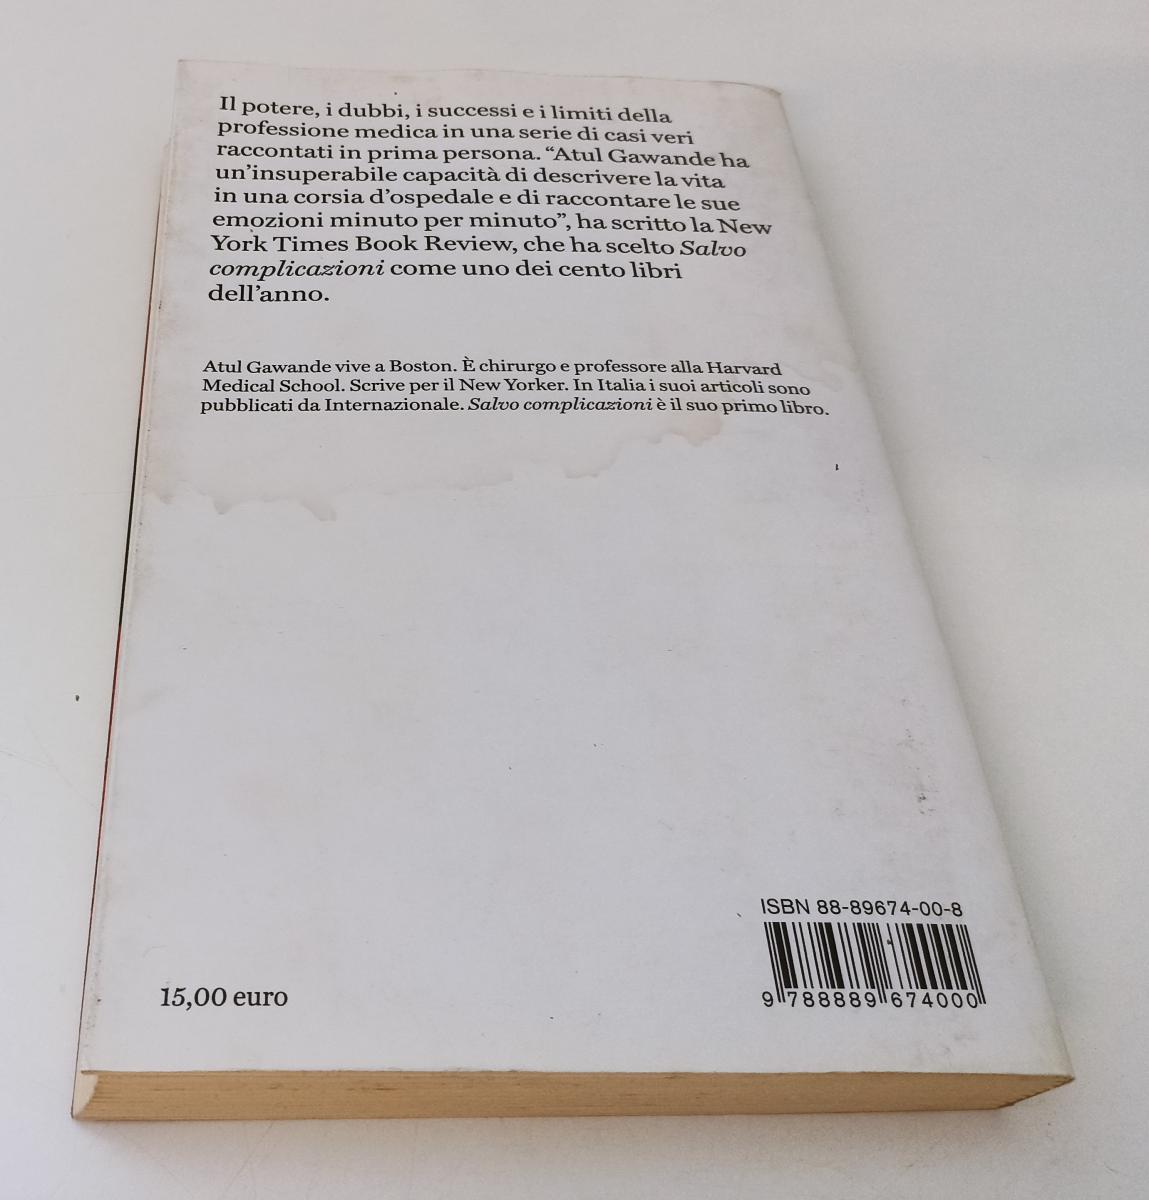 Il potere, i dubbi, i successi e i limiti della
professione medica in una serie di casi veri
raccontati in prima persona. “Atul Gawande ha
un’insuperabile capacità di descrivere la vita
in una corsia d’ospedale e di raccontare le sue
emozioni minuto per minuto”, ha scritto la New
York Times Book Review, che ha scelto Salvo
complicazioni come uno dei cento libri
dell’anno.
Atul Gawande vive a Boston. È chirurgo e professore alla Harvard
Medical School. Scrive per il New Yorker. In Italia i suoi articoli sono
pubblicati da Internazionale. Salvo complicazioni è il suo primo libro.
ISBN 88-89674-00-8
9 788889 674000
15,00 euro